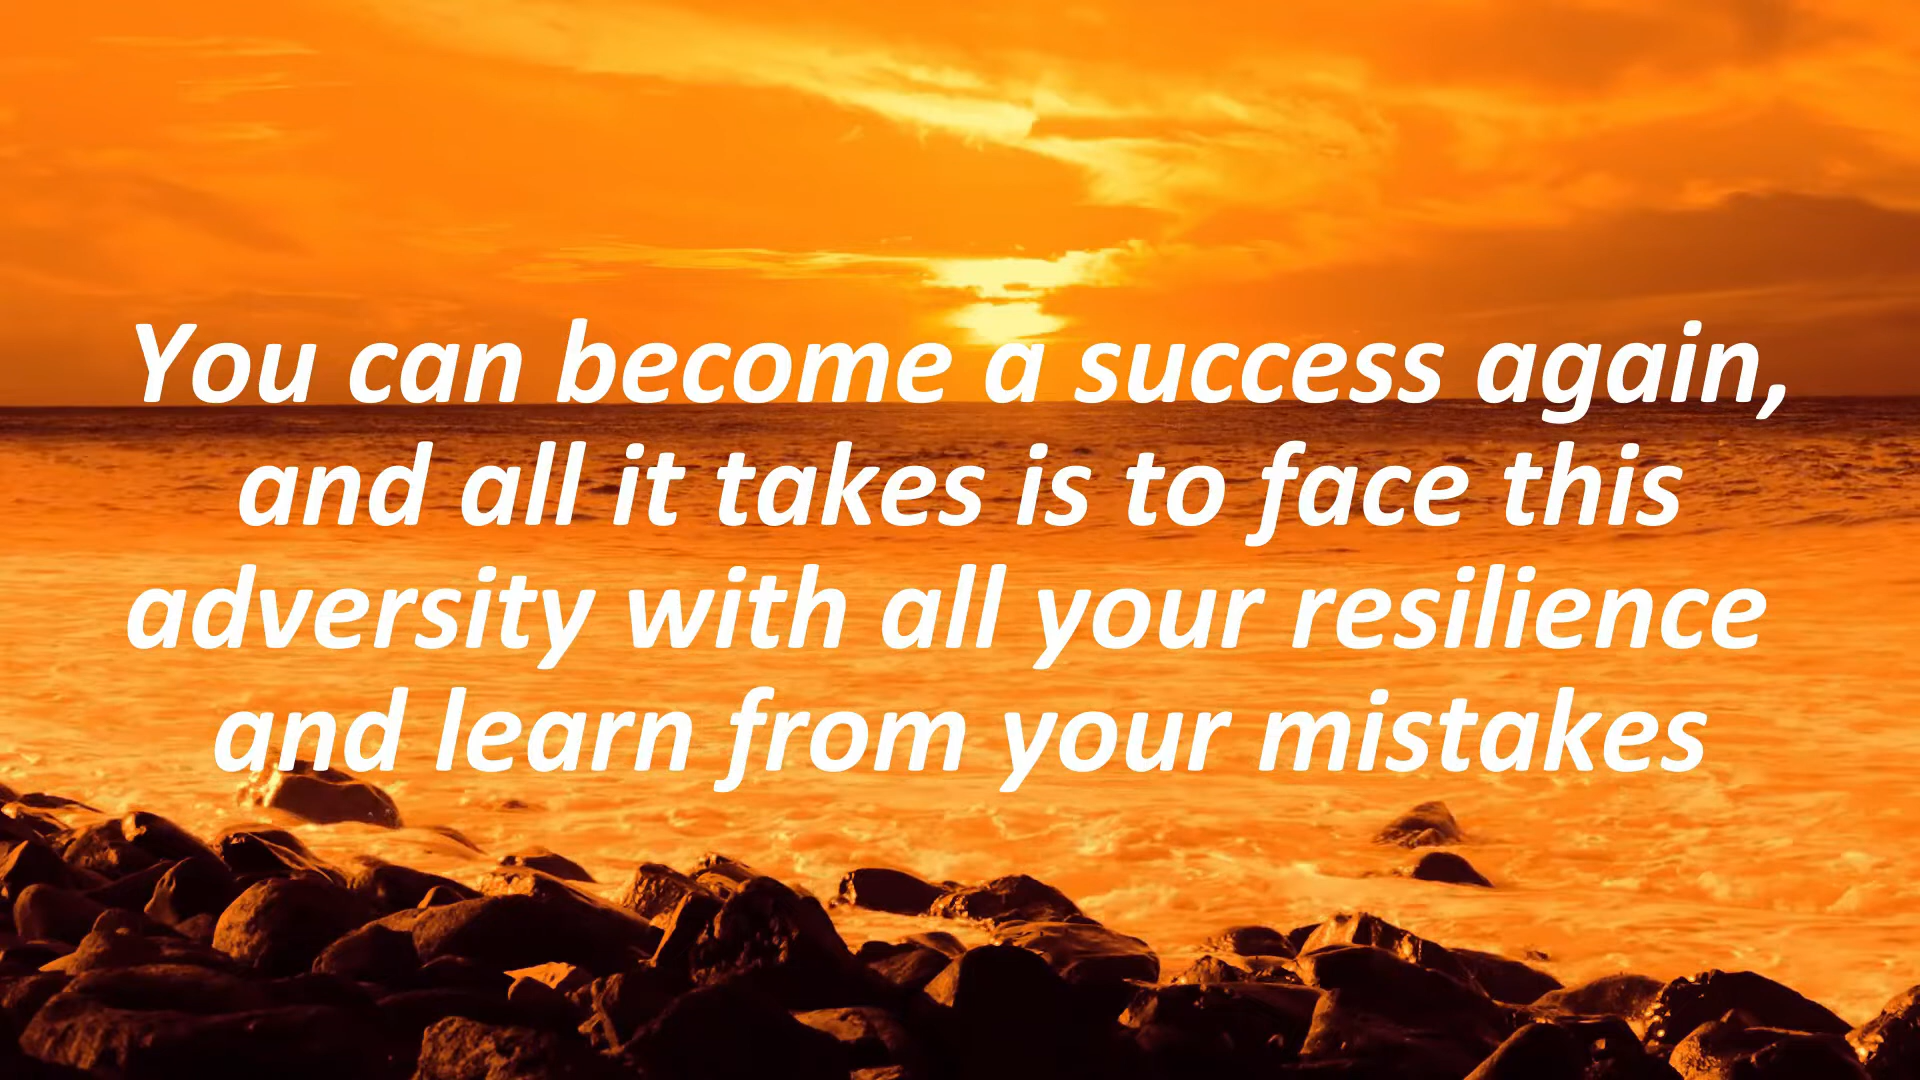 You can become a success again,
and all it takes is to face this
adversity with all your resilience
and learn from your mistakes